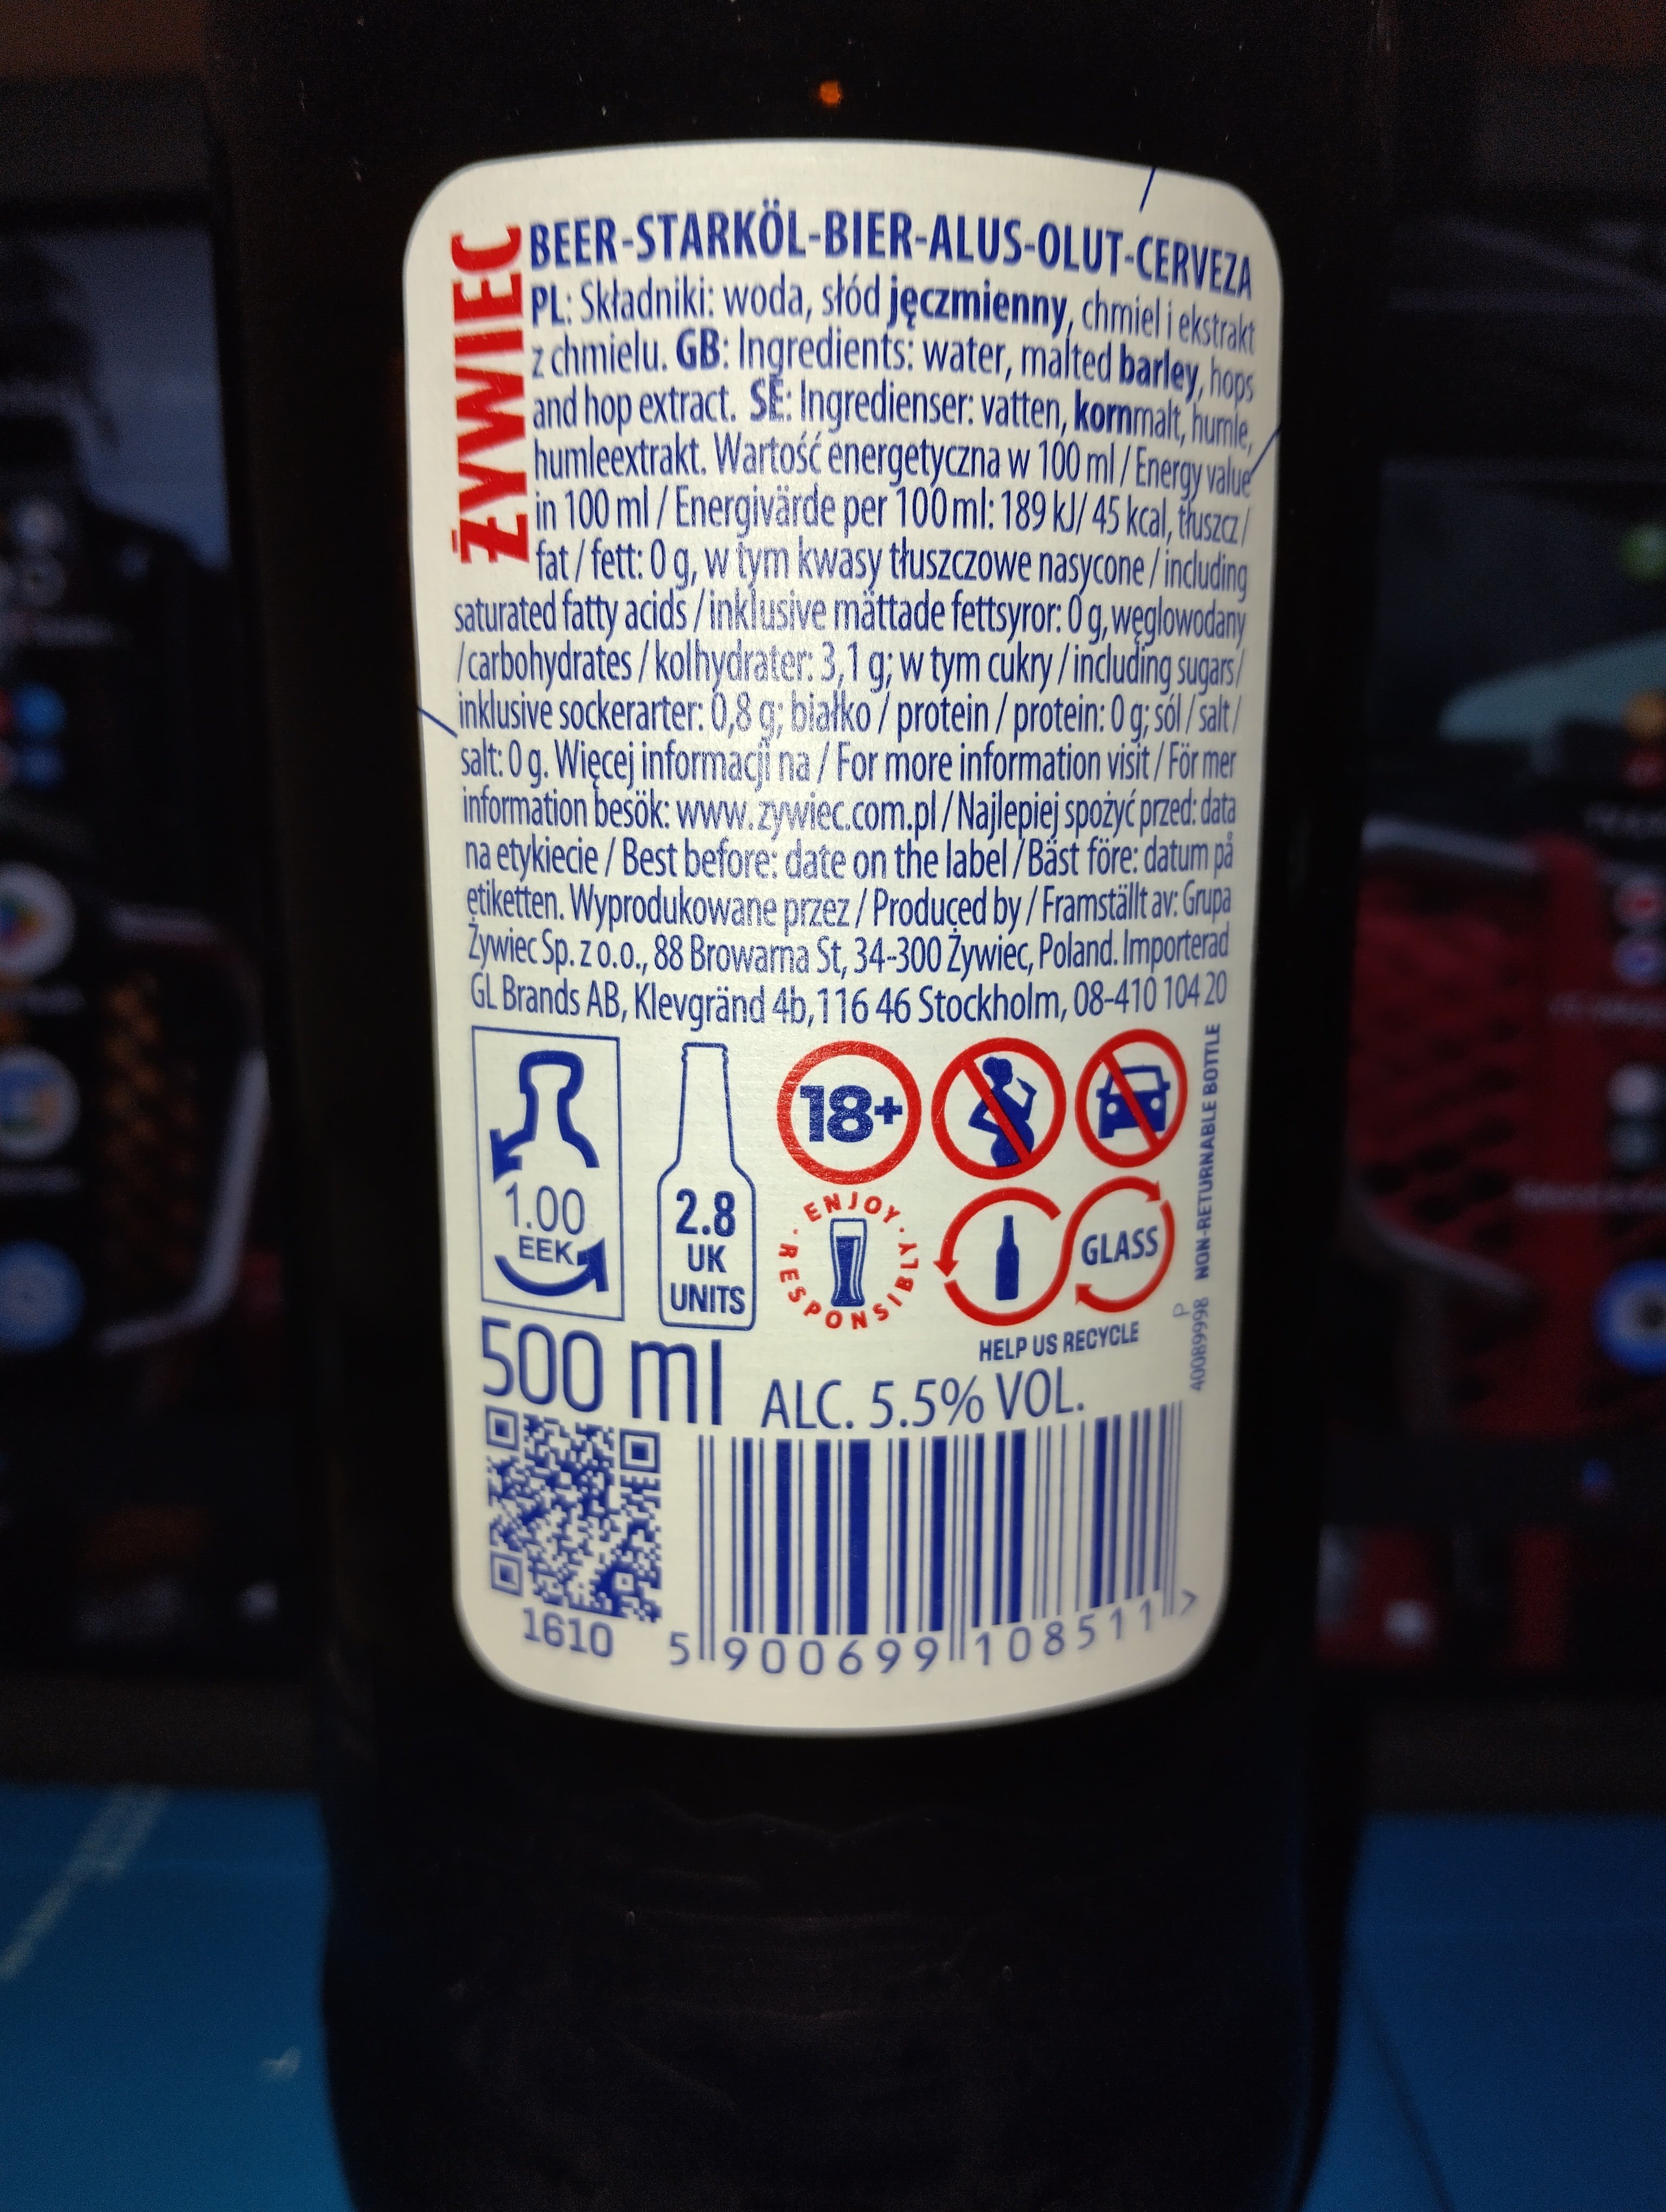 ŻYWIEC
BEER-STARKÖL-BIER-ALUS-OLUT-CERVEZA
PL: Składniki: woda, słód jęczmienny, chmiel i ekstrakt
z chmielu. GB: Ingredients: water, malted barley, hops
and hop extract. SE: Ingredienser: vatten, kornmalt, humle,
humleextrakt. Wartość energetyczna w 100 ml / Energy value
in 100 ml / Energivärde per 100 ml: 189 kJ/ 45 kcal, tłuszcz /
fat / fett: 0 g, w tym kwasy tłuszczowe nasycone / including
saturated fatty acids / inklusive mättade fettsyror: 0 g, węglowodany
/ carbohydrates / kolhydrater: 3,1 g; w tym cukry / including sugars /
inklusive sockerarter: 0,8 g; białko / protein / protein: 0 g; sól / salt /
salt: 0 g. Więcej informacji na / For more information visit / För mer
information besök: www.zywiec.com.pl / Najlepiej spożyć przed: data
na etykiecie / Best before: date on the label / Bäst före: datum på
etiketten. Wyprodukowane przez / Produced by / Framställt av: Grupa
Żywiec Sp. z o.o., 88 Browarna St, 34-300 Żywiec, Poland. Importerad
GL Brands AB, Klevgränd 4b, 116 46 Stockholm, 08-410 104 20
1.00
EEK
2.8
UK
UNITS
18+
ENJOY · RESPONSIBLY ·
GLASS
HELP US RECYCLE
40089998 P NON-RETURNABLE BOTTLE
500 ml ALC. 5.5% VOL.
1610
5 900699 108511 >